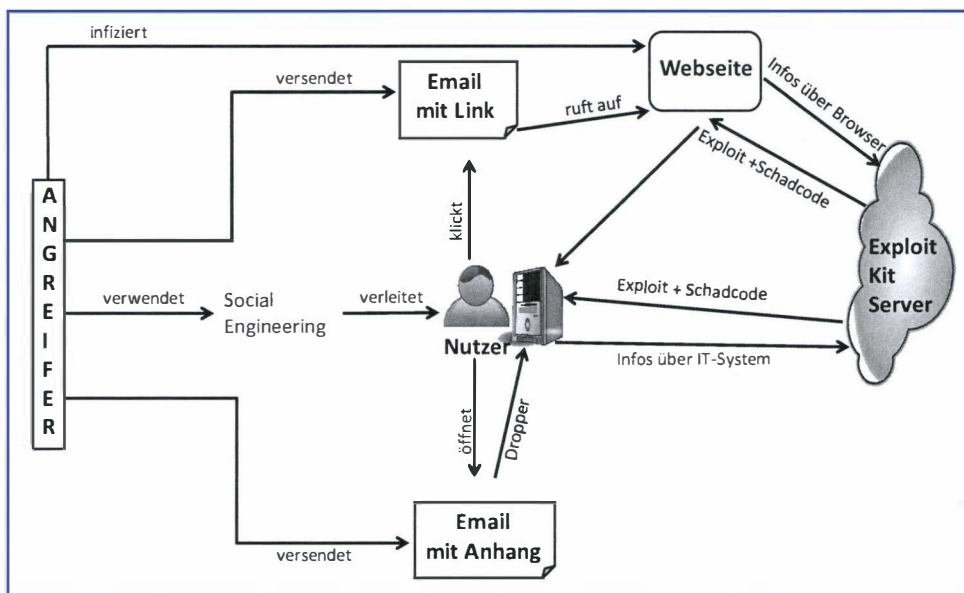 infiziert
versendet
Email
mit Link
ruft auf
Webseite
Infos über Browser
Exploit +Schadcode
klickt
A
N
G
R
E
I
F
E
R
verwendet
Social
Engineering
verleitet
Nutzer
Exploit + Schadcode
Infos über IT-System
Exploit
Kit
Server
öffnet
Dropper
versendet
Email
mit Anhang